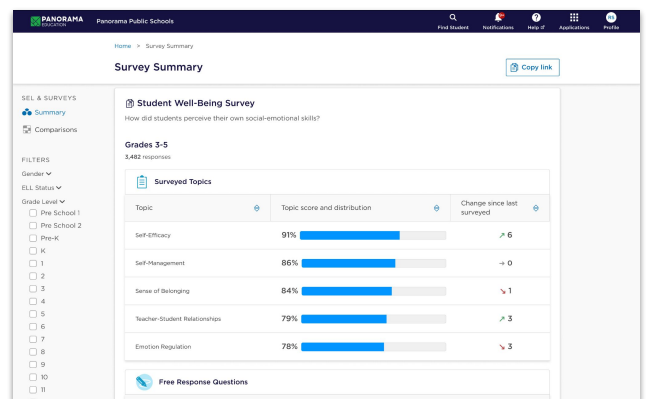 PANORAMA
EDUCATION
Panorama Public Schools
Find Student
Notifications
Help
Applications
RS
Profile
Home > Survey Summary
Survey Summary
Copy link
SEL & SURVEYS
Summary
Comparisons
FILTERS
Gender
ELL Status
Grade Level
Pre School 1
Pre School 2
Pre-K
K
1
2
3
4
5
6
7
8
9
10
11
Student Well-Being Survey
How did students perceive their own social-emotional skills?
Grades 3-5
3,482 responses
Surveyed Topics
Topic
Topic score and distribution
Change since last
surveyed
Self-Efficacy 91% ↗ 6
Self-Management 86% → 0
Sense of Belonging 84% ↘ 1
Teacher-Student Relationships 79% ↗ 3
Emotion Regulation 78% ↘ 3
Free Response Questions